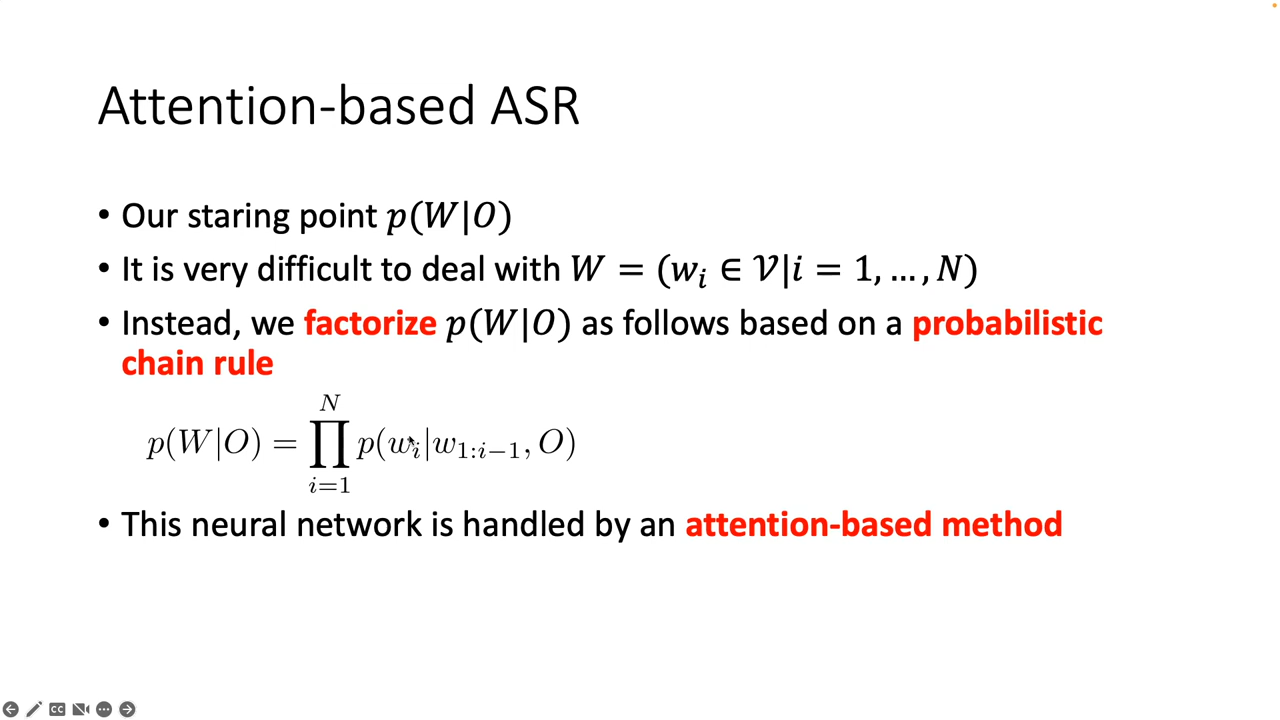 Attention-based ASR
• Our staring point p(W|O)
• It is very difficult to deal with W = (wᵢ ∈ 𝒱|i = 1, … , N)
• Instead, we factorize p(W|O) as follows based on a probabilistic
chain rule
p(W|O) = ∏_{i=1}^{N} p(wᵢ|w_{1:i−1}, O)
• This neural network is handled by an attention-based method
CC